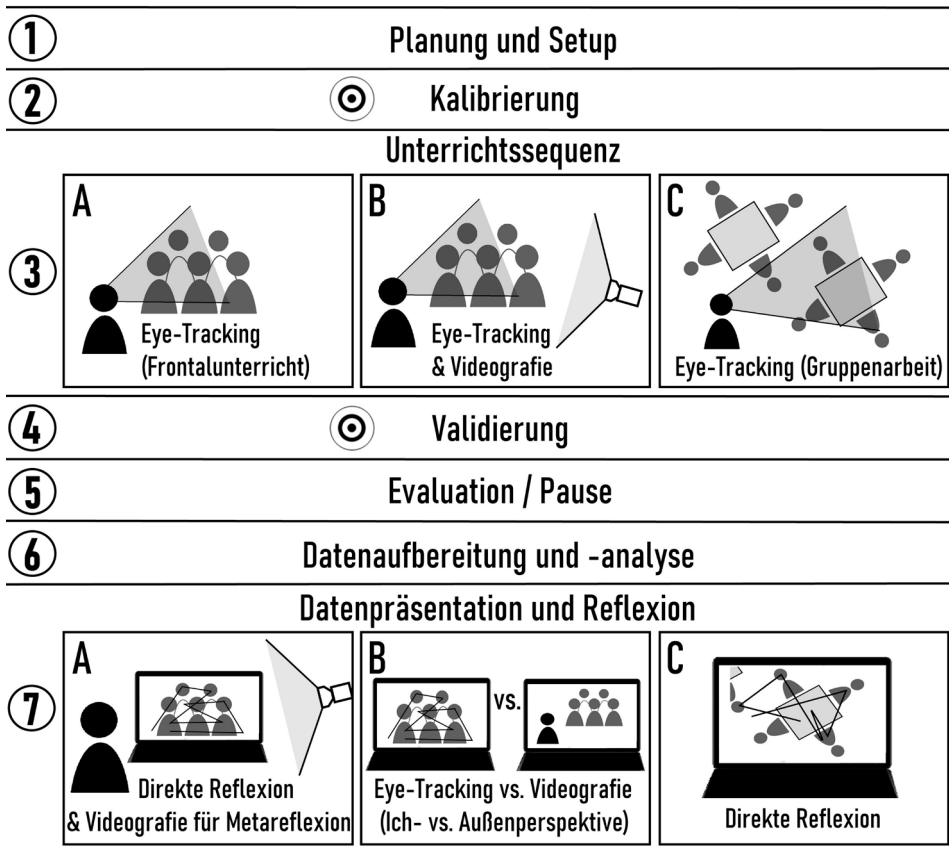 1 Planung und Setup
2 Kalibrierung
Unterrichtssequenz
3
A
Eye-Tracking
(Frontalunterricht)
B
Eye-Tracking
& Videografie
C
Eye-Tracking (Gruppenarbeit)
4 Validierung
5 Evaluation / Pause
6 Datenaufbereitung und -analyse
Datenpräsentation und Reflexion
7
A
Direkte Reflexion
& Videografie für Metareflexion
B
vs.
Eye-Tracking vs. Videografie
(Ich- vs. Außenperspektive)
C
Direkte Reflexion